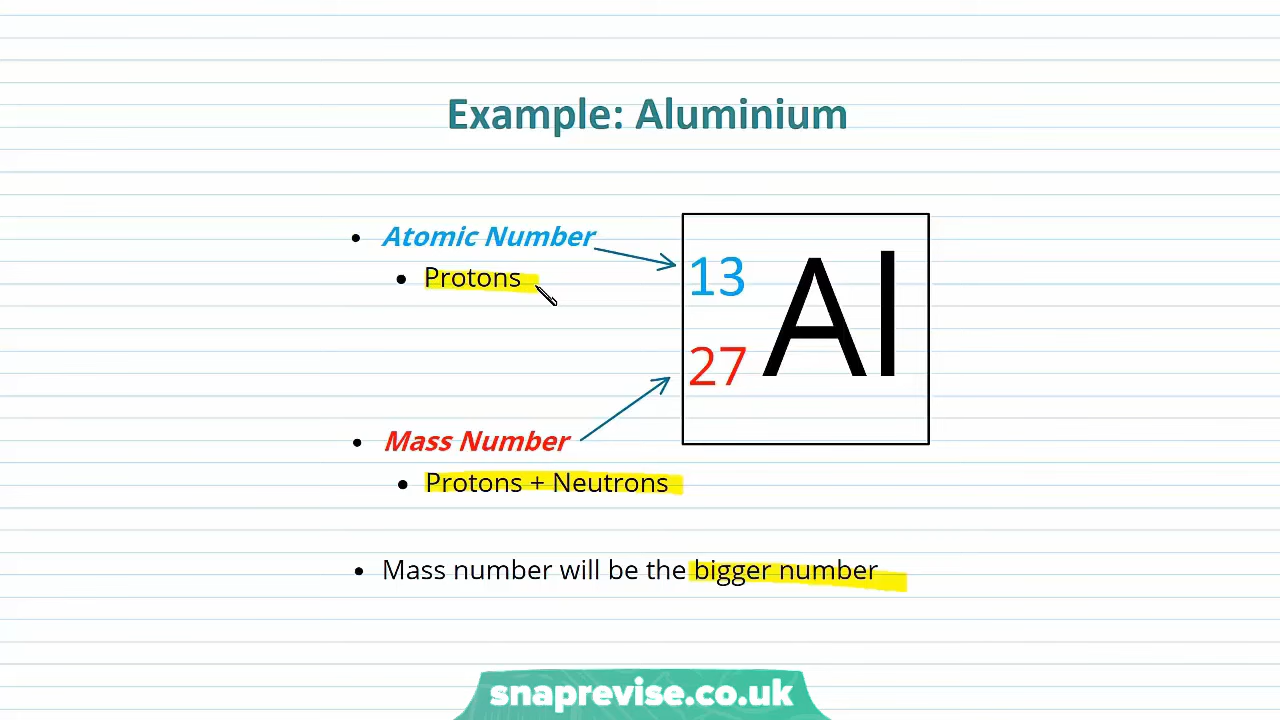 Example: Aluminium
Atomic Number
Protons
13
Al
27
Mass Number
Protons + Neutrons
Mass number will be the bigger number
snaprevise.co.uk